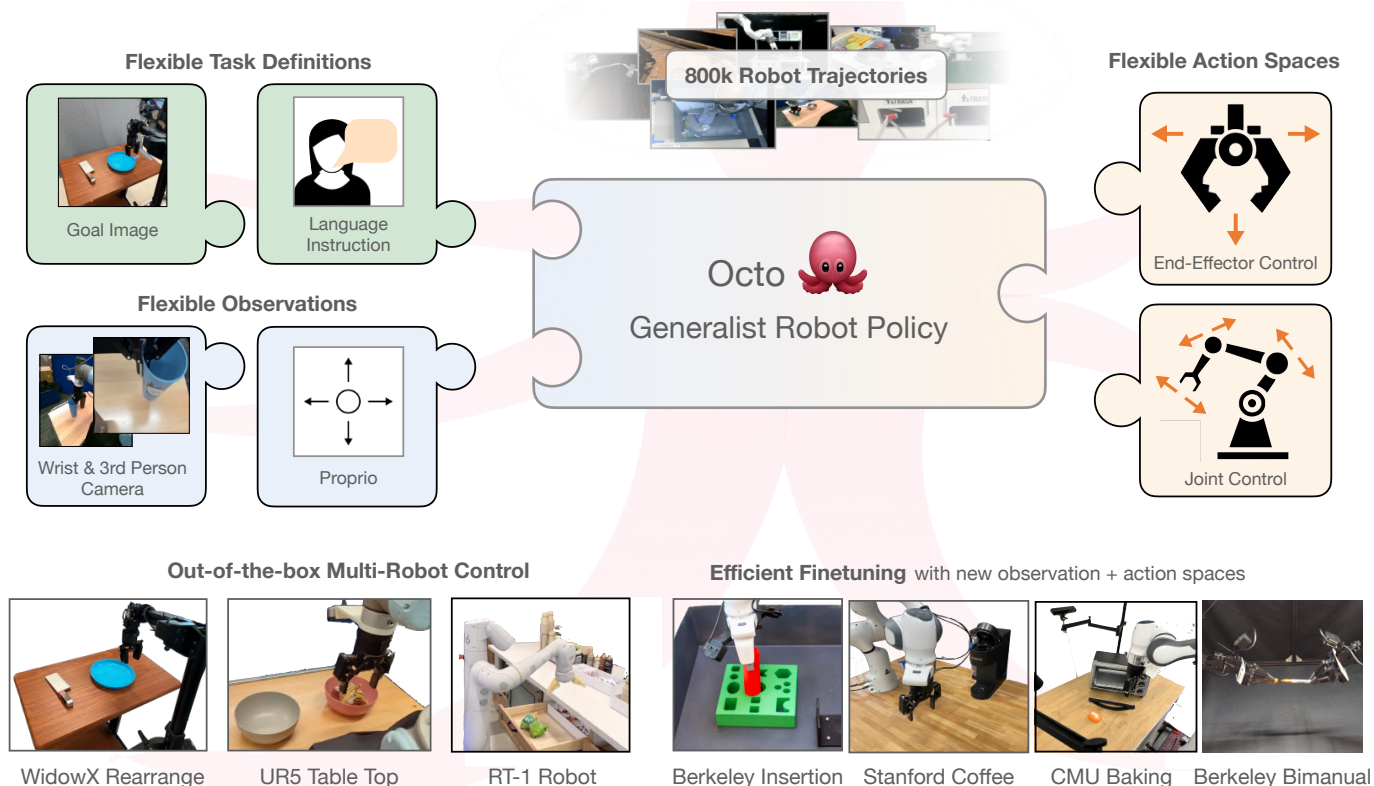 Flexible Task Definitions
800k Robot Trajectories
Flexible Action Spaces
TRASH
TRASH
Goal Image
Language
Instruction
End-Effector Control
Octo
Generalist Robot Policy
Flexible Observations
Wrist & 3rd Person
Camera
Proprio
Joint Control
Out-of-the-box Multi-Robot Control
Efficient Finetuning with new observation + action spaces
6
WidowX Rearrange
UR5 Table Top
RT-1 Robot
Berkeley Insertion
Stanford Coffee
CMU Baking
Berkeley Bimanual